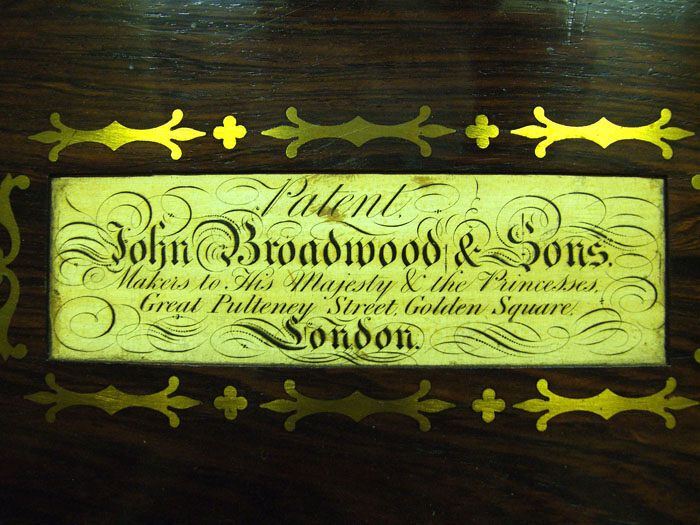 Patent.
John Broadwood & Sons.
Makers to His Majesty & the Princesses,
Great Pulteney Street, Golden Square,
London.